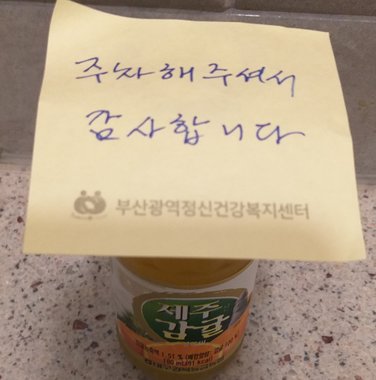 주차해주셔서
감사합니다
부산광역정신건강복지센터
제주
감귤